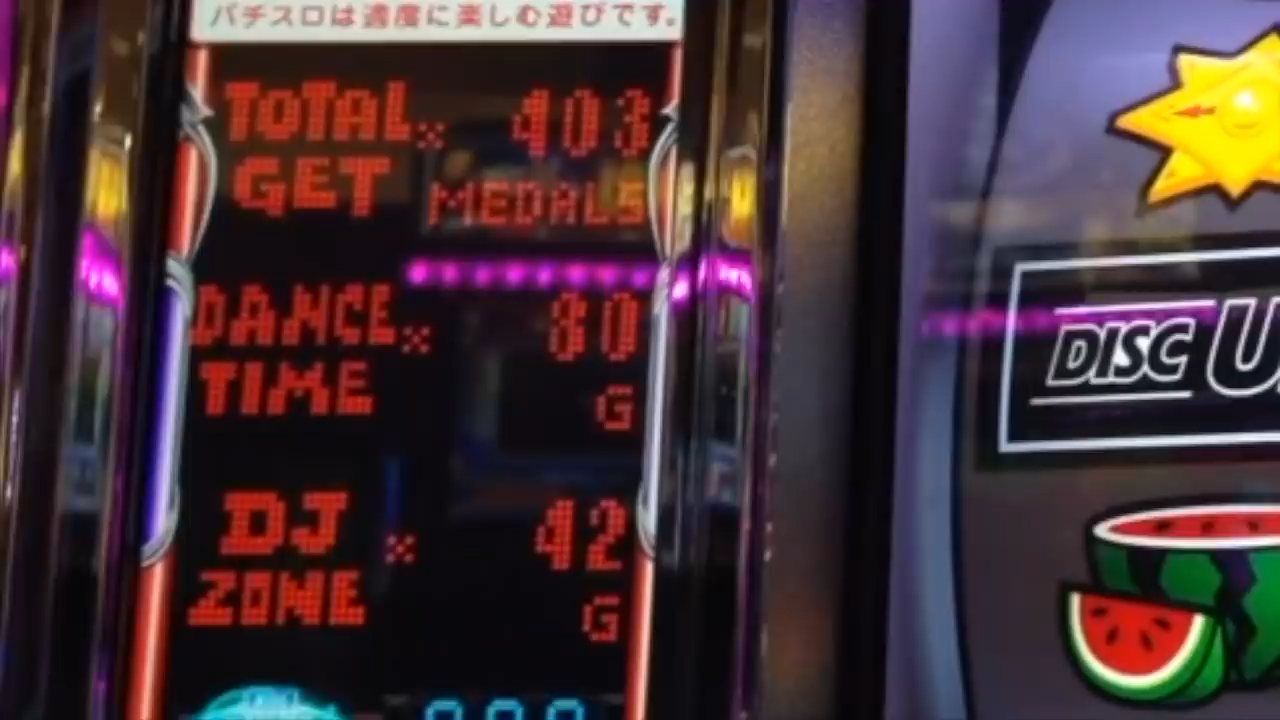 パチスロは適度に楽しむ遊びです。
TOTAL × 403
GET MEDALS
DANCE × 80
TIME G
DJ × 42
ZONE G
DISC U